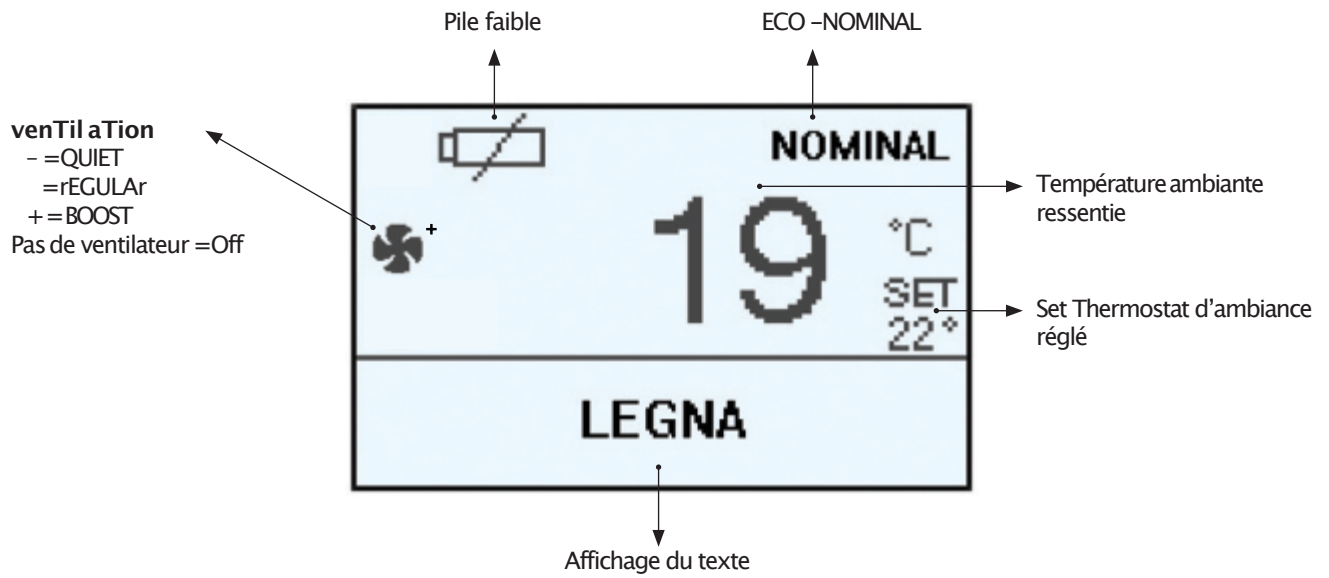 Pile faible
ECO –NOMINAL
venTil aTion
– =QUIET
=rEGULAr
+=BOOST
Pas de ventilateur =Off
NOMINAL
+
19 °C
SET
22°
Température ambiante
ressentie
Set Thermostat d'ambiance
réglé
LEGNA
Affichage du texte